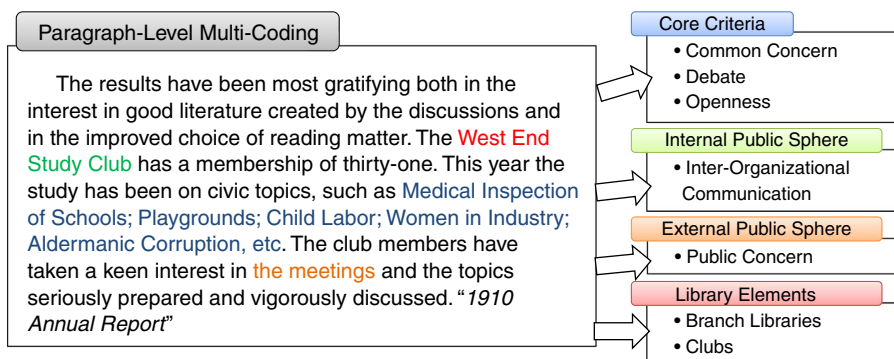 Paragraph-Level Multi-Coding
The results have been most gratifying both in the
interest in good literature created by the discussions and
in the improved choice of reading matter. The West End
Study Club has a membership of thirty-one. This year the
study has been on civic topics, such as Medical Inspection
of Schools; Playgrounds; Child Labor; Women in Industry;
Aldermanic Corruption, etc. The club members have
taken a keen interest in the meetings and the topics
seriously prepared and vigorously discussed. “1910
Annual Report”
Core Criteria
• Common Concern
• Debate
• Openness
Internal Public Sphere
• Inter-Organizational
Communication
External Public Sphere
• Public Concern
Library Elements
• Branch Libraries
• Clubs